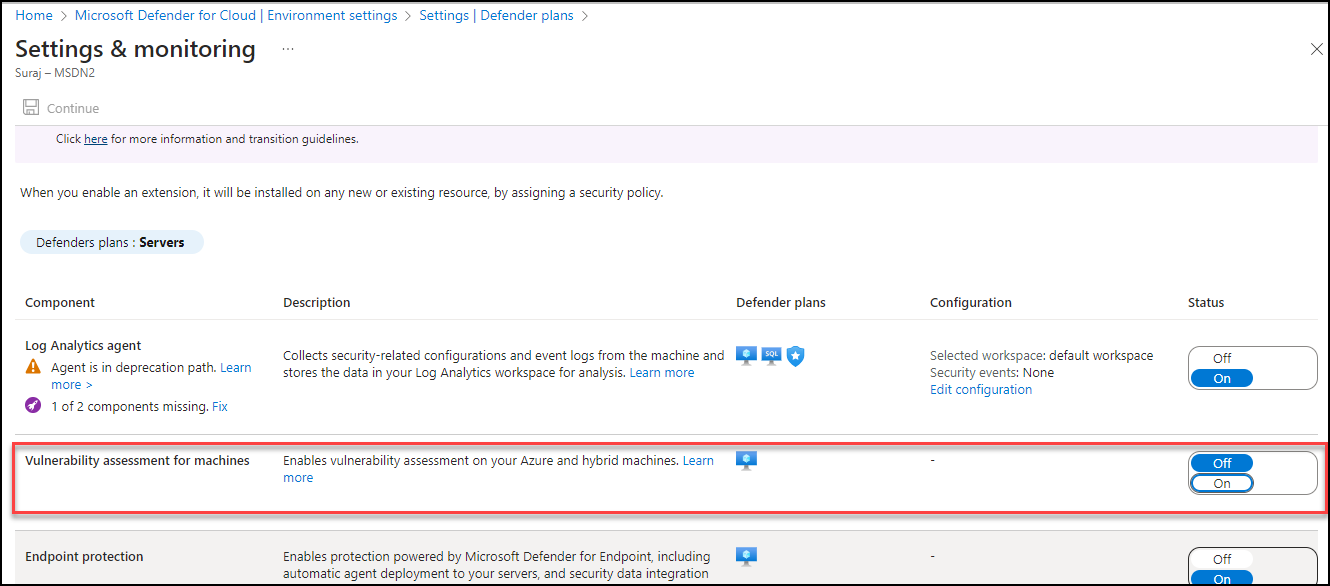 Home > Microsoft Defender for Cloud | Environment settings > Settings | Defender plans >
Settings & monitoring ...
Suraj – MSDN2
Continue
Click here for more information and transition guidelines.
When you enable an extension, it will be installed on any new or existing resource, by assigning a security policy.
Defenders plans : Servers
Component Description Defender plans Configuration Status
Log Analytics agent
Agent is in deprecation path. Learn
more >
1 of 2 components missing. Fix
Collects security-related configurations and event logs from the machine and
stores the data in your Log Analytics workspace for analysis. Learn more
SQL
Selected workspace: default workspace
Security events: None
Edit configuration
Off
On
Vulnerability assessment for machines
Enables vulnerability assessment on your Azure and hybrid machines. Learn
more
-
Off
On
Endpoint protection
Enables protection powered by Microsoft Defender for Endpoint, including
automatic agent deployment to your servers, and security data integration
-
Off
On